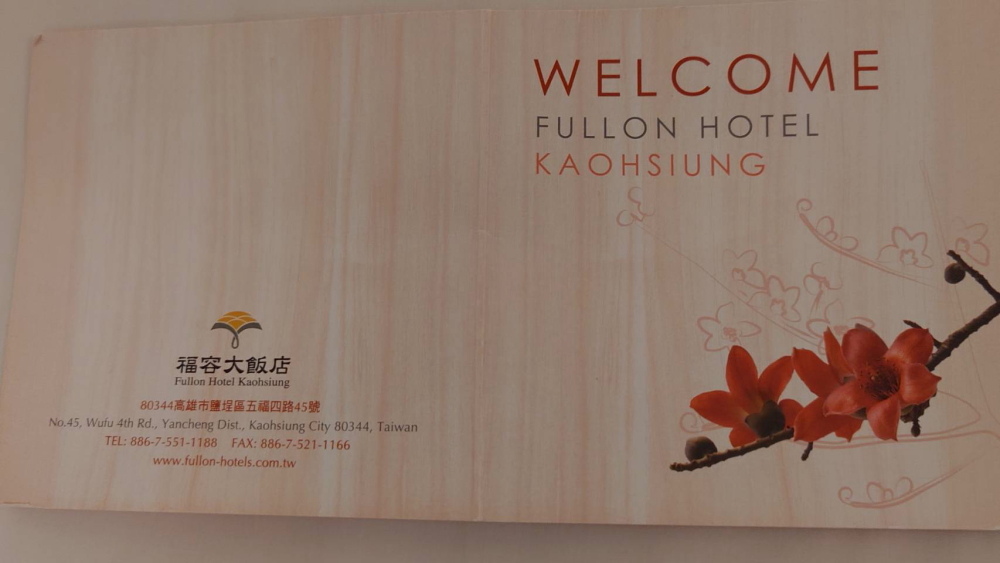 WELCOME
FULLON HOTEL
KAOHSIUNG
福容大飯店
Fullon Hotel Kaohsiung
80344高雄市鹽埕區五福四路45號
No.45, Wufu 4th Rd., Yancheng Dist., Kaohsiung City 80344, Taiwan
TEL: 886-7-551-1188 FAX: 886-7-521-1166
www.fullon-hotels.com.tw